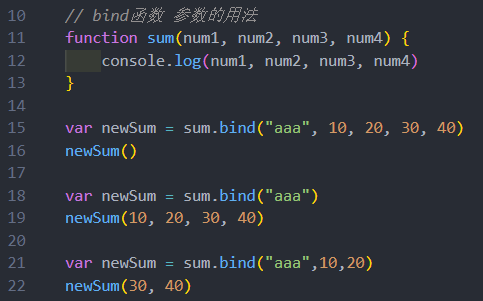 10 // bind函数 参数的用法
11 function sum(num1, num2, num3, num4) {
12 console.log(num1, num2, num3, num4)
13 }
14
15 var newSum = sum.bind("aaa", 10, 20, 30, 40)
16 newSum()
17
18 var newSum = sum.bind("aaa")
19 newSum(10, 20, 30, 40)
20
21 var newSum = sum.bind("aaa",10,20)
22 newSum(30, 40)